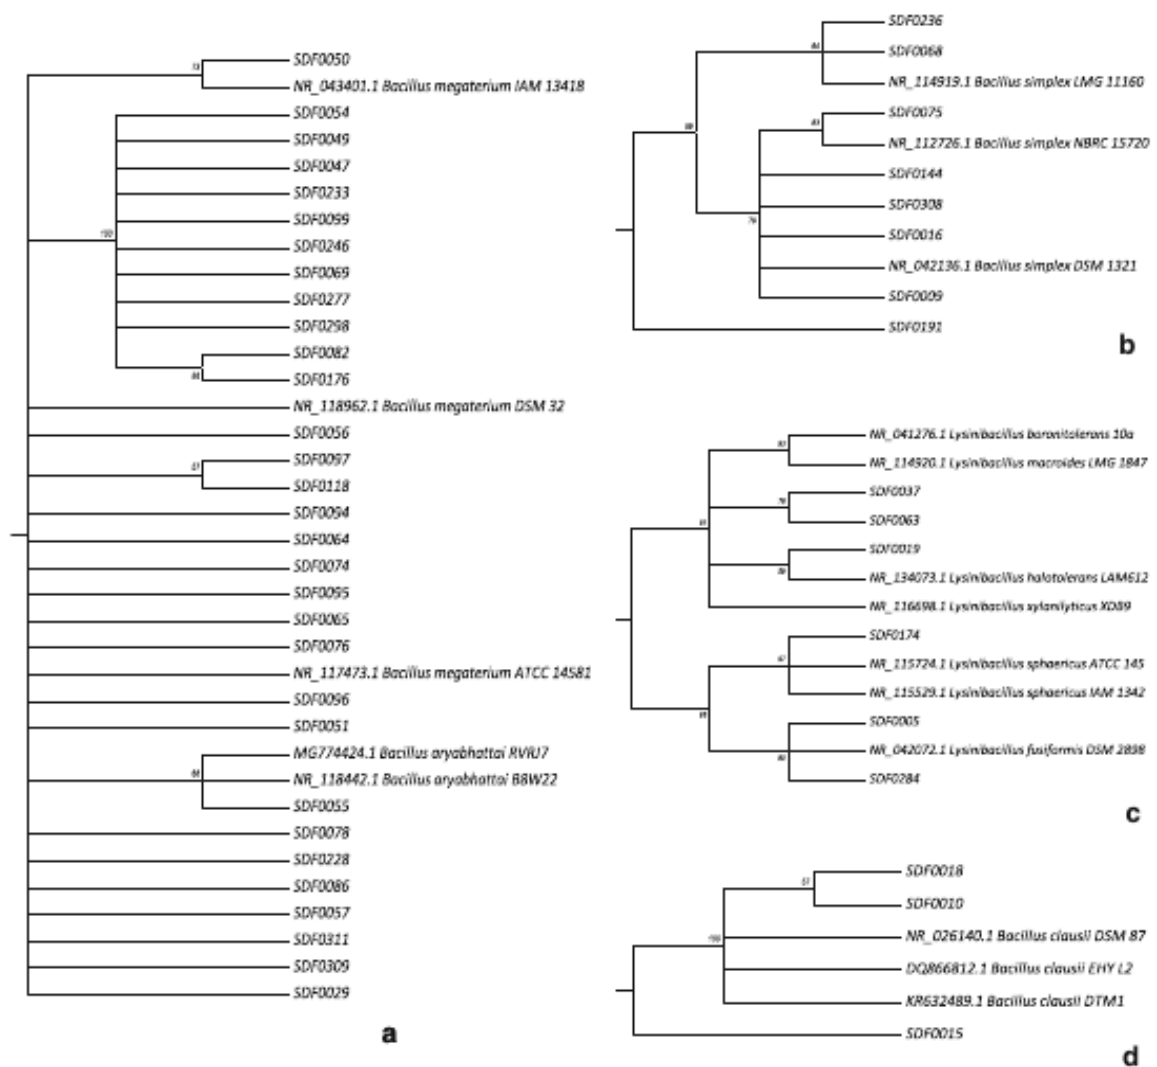 SDF0050
NR_043401.1 Bacillus megaterium IAM 13418
SDF0054
SDF0049
SDF0047
SDF0233
SDF0099
SDF0246
SDF0069
SDF0277
SDF0298
SDF0082
SDF0176
NR_118962.1 Bacillus megaterium DSM 32
SDF0056
SDF0097
SDF0118
SDF0094
SDF0064
SDF0074
SDF0095
SDF0065
SDF0076
NR_117473.1 Bacillus megaterium ATCC 14581
SDF0096
SDF0051
MG774424.1 Bacillus aryabhattai RVRJ7
NR_118442.1 Bacillus aryabhattai B8W22
SDF0055
SDF0078
SDF0228
SDF0086
SDF0057
SDF0311
SDF0309
SDF0029
100
a
SDF0236
SDF0068
NR_114919.1 Bacillus simplex LMG 11160
SDF0075
NR_112726.1 Bacillus simplex NBRC 15720
SDF0144
SDF0308
SDF0016
NR_042136.1 Bacillus simplex DSM 1321
SDF0009
SDF0191
b
NR_041276.1 Lysinibacillus boronitolerans 10a
NR_114920.1 Lysinibacillus macroides LMG 1847
SDF0037
SDF0063
SDF0019
NR_134073.1 Lysinibacillus halotolerans LAM612
NR_116698.1 Lysinibacillus xylanilyticus XDB9
SDF0174
NR_115724.1 Lysinibacillus sphaericus ATCC 145
NR_115529.1 Lysinibacillus sphaericus IAM 1342
SDF0005
NR_042072.1 Lysinibacillus fusiformis DSM 2898
SDF0284
c
SDF0018
SDF0010
NR_026140.1 Bacillus clausii DSM 87
DQ866812.1 Bacillus clausii EHY L2
KR632489.1 Bacillus clausii DTM1
SDF0015
100
d